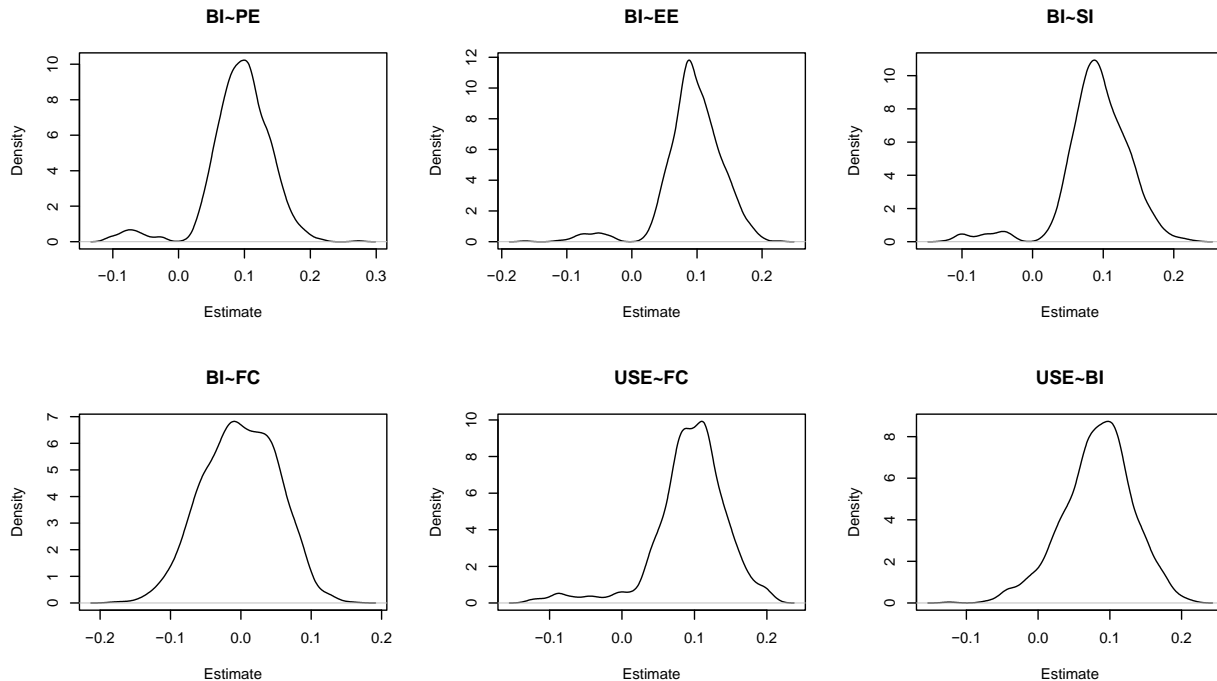 BI~PE
Density
0 2 4 6 8 10
−0.1 0.0 0.1 0.2 0.3
Estimate
BI~EE
Density
0 2 4 6 8 10 12
−0.2 −0.1 0.0 0.1 0.2
Estimate
BI~SI
Density
0 2 4 6 8 10
−0.1 0.0 0.1 0.2
Estimate
BI~FC
Density
0 1 2 3 4 5 6 7
−0.2 −0.1 0.0 0.1 0.2
Estimate
USE~FC
Density
0 2 4 6 8 10
−0.1 0.0 0.1 0.2
Estimate
USE~BI
Density
0 2 4 6 8
−0.1 0.0 0.1 0.2
Estimate